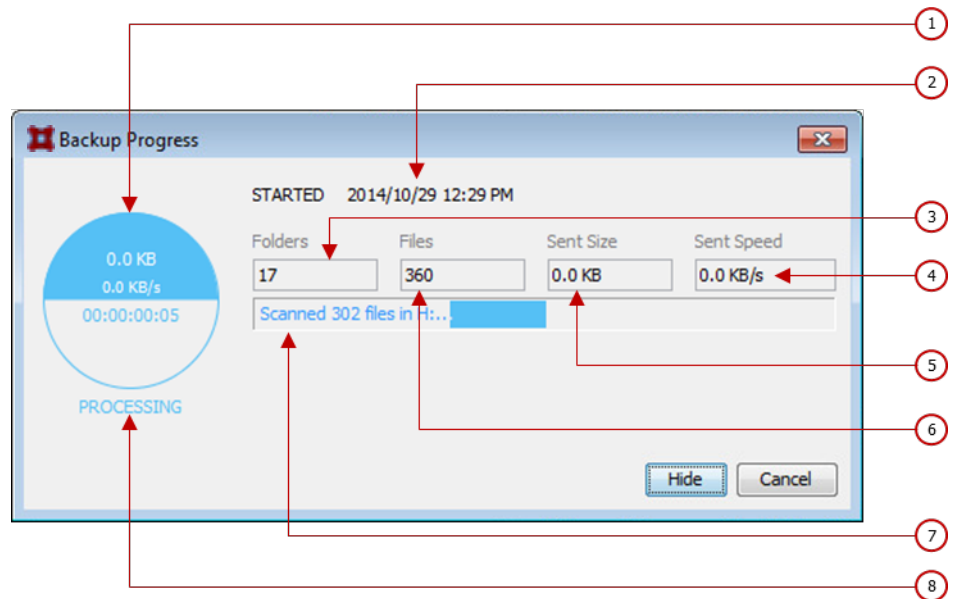 1
2
Backup Progress
STARTED 2014/10/29 12:29 PM
3
Folders Files Sent Size Sent Speed
0.0 KB
17 360 0.0 KB 0.0 KB/s
4
0.0 KB/s
00:00:00:05
Scanned 302 files in H:...
5
PROCESSING
6
Hide Cancel
7
8